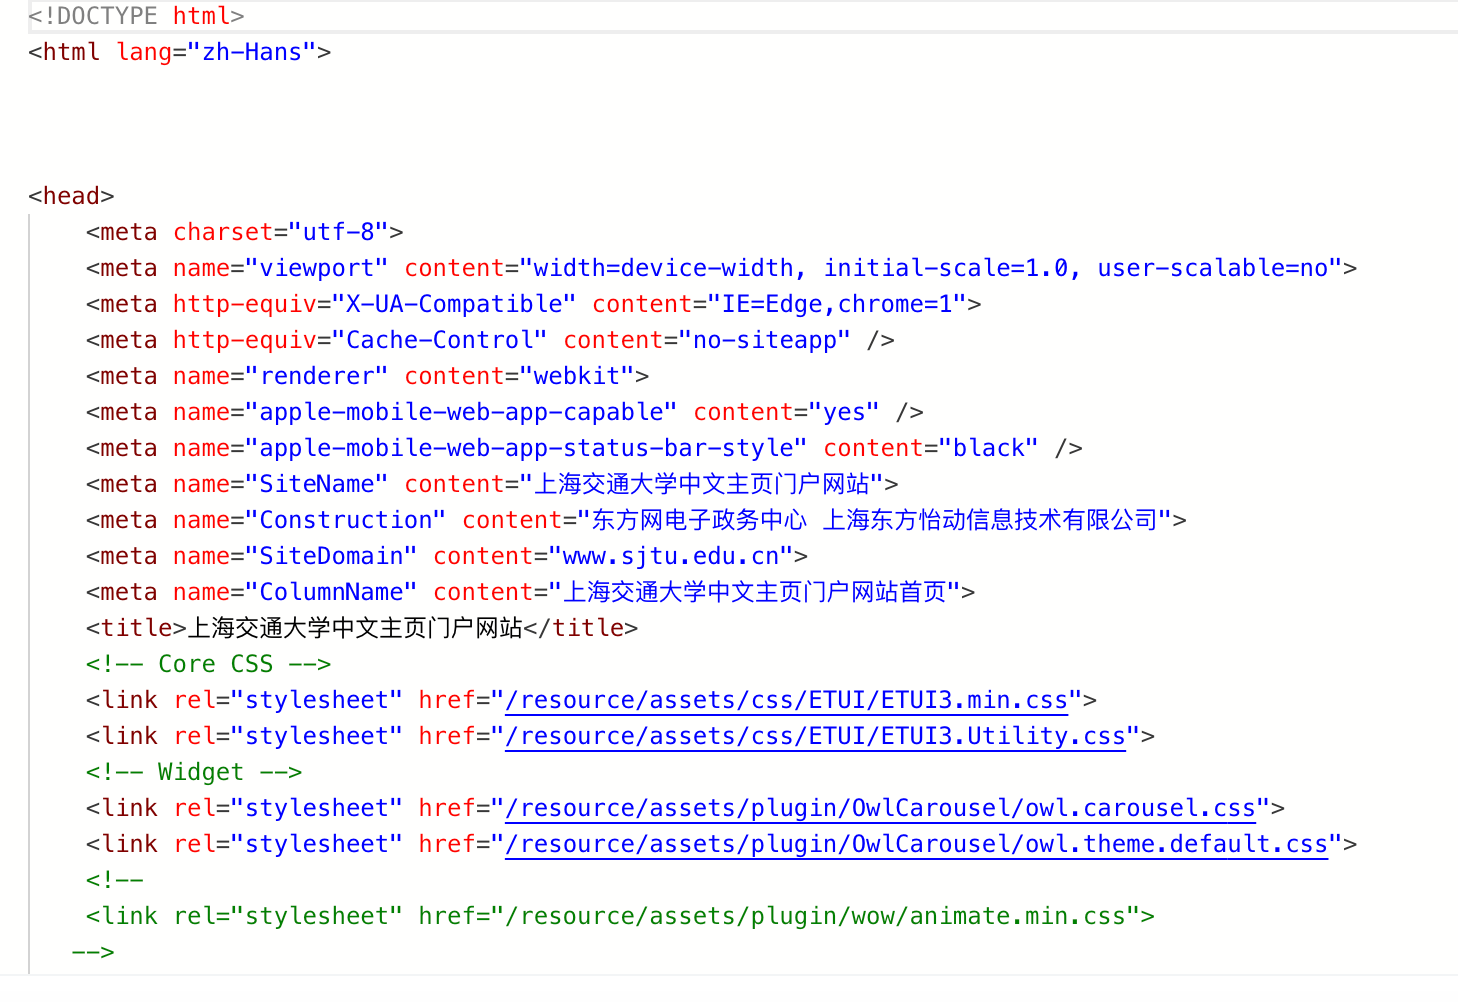 <!DOCTYPE html>
<html lang="zh-Hans">
<head>
<meta charset="utf-8">
<meta name="viewport" content="width=device-width, initial-scale=1.0, user-scalable=no">
<meta http-equiv="X-UA-Compatible" content="IE=Edge,chrome=1">
<meta http-equiv="Cache-Control" content="no-siteapp" />
<meta name="renderer" content="webkit">
<meta name="apple-mobile-web-app-capable" content="yes" />
<meta name="apple-mobile-web-app-status-bar-style" content="black" />
<meta name="SiteName" content="上海交通大学中文主页门户网站">
<meta name="Construction" content="东方网电子政务中心 上海东方怡动信息技术有限公司">
<meta name="SiteDomain" content="www.sjtu.edu.cn">
<meta name="ColumnName" content="上海交通大学中文主页门户网站首页">
<title>上海交通大学中文主页门户网站</title>
<!-- Core CSS -->
<link rel="stylesheet" href="/resource/assets/css/ETUI/ETUI3.min.css">
<link rel="stylesheet" href="/resource/assets/css/ETUI/ETUI3.Utility.css">
<!-- Widget -->
<link rel="stylesheet" href="/resource/assets/plugin/OwlCarousel/owl.carousel.css">
<link rel="stylesheet" href="/resource/assets/plugin/OwlCarousel/owl.theme.default.css">
<!--
<link rel="stylesheet" href="/resource/assets/plugin/wow/animate.min.css">
-->